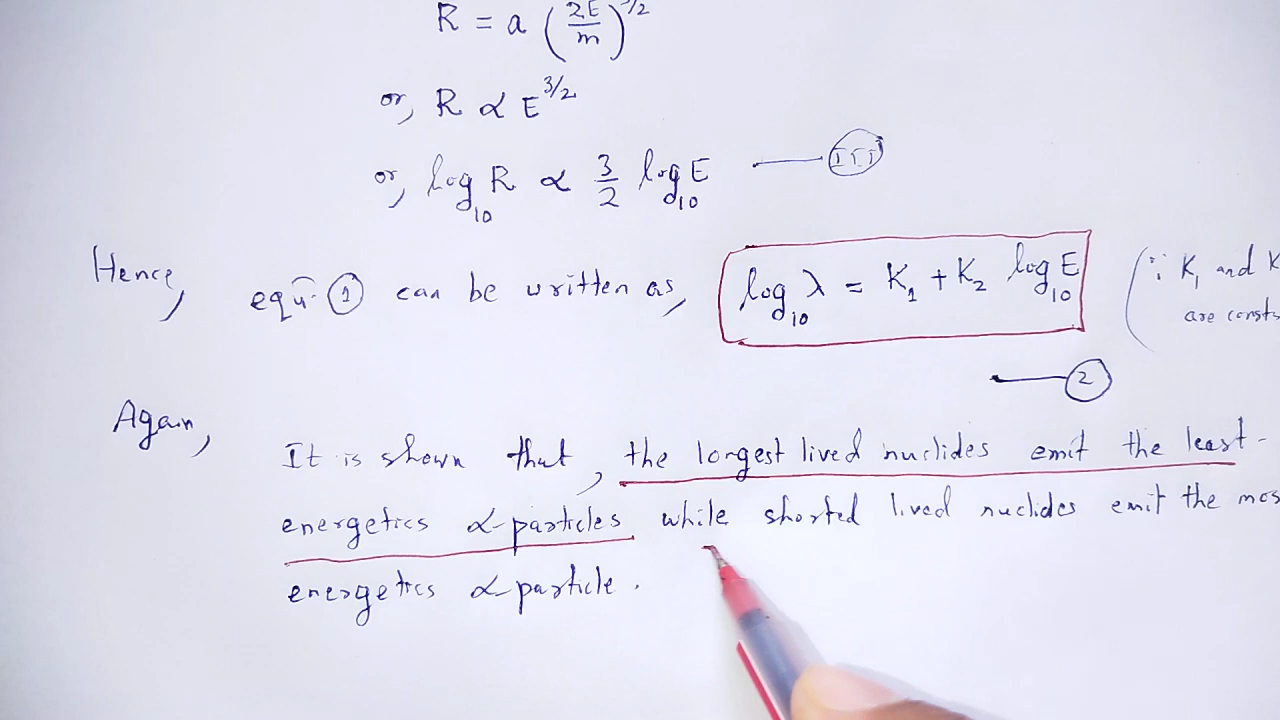 R = a (2E/m)^3/2
or, R ∝ E^3/2
or, log₁₀ R ∝ 3/2 log₁₀ E — (III)
Hence, equn. (1) can be written as, log₁₀ λ = K₁ + K₂ log₁₀ E (∵ K₁ and K
are consts
— (2)
Again,
It is shown that, the longest lived nuclides emit the least-
energetics α-particles while shorted lived nuclides emit the mos
energetics α-particle.